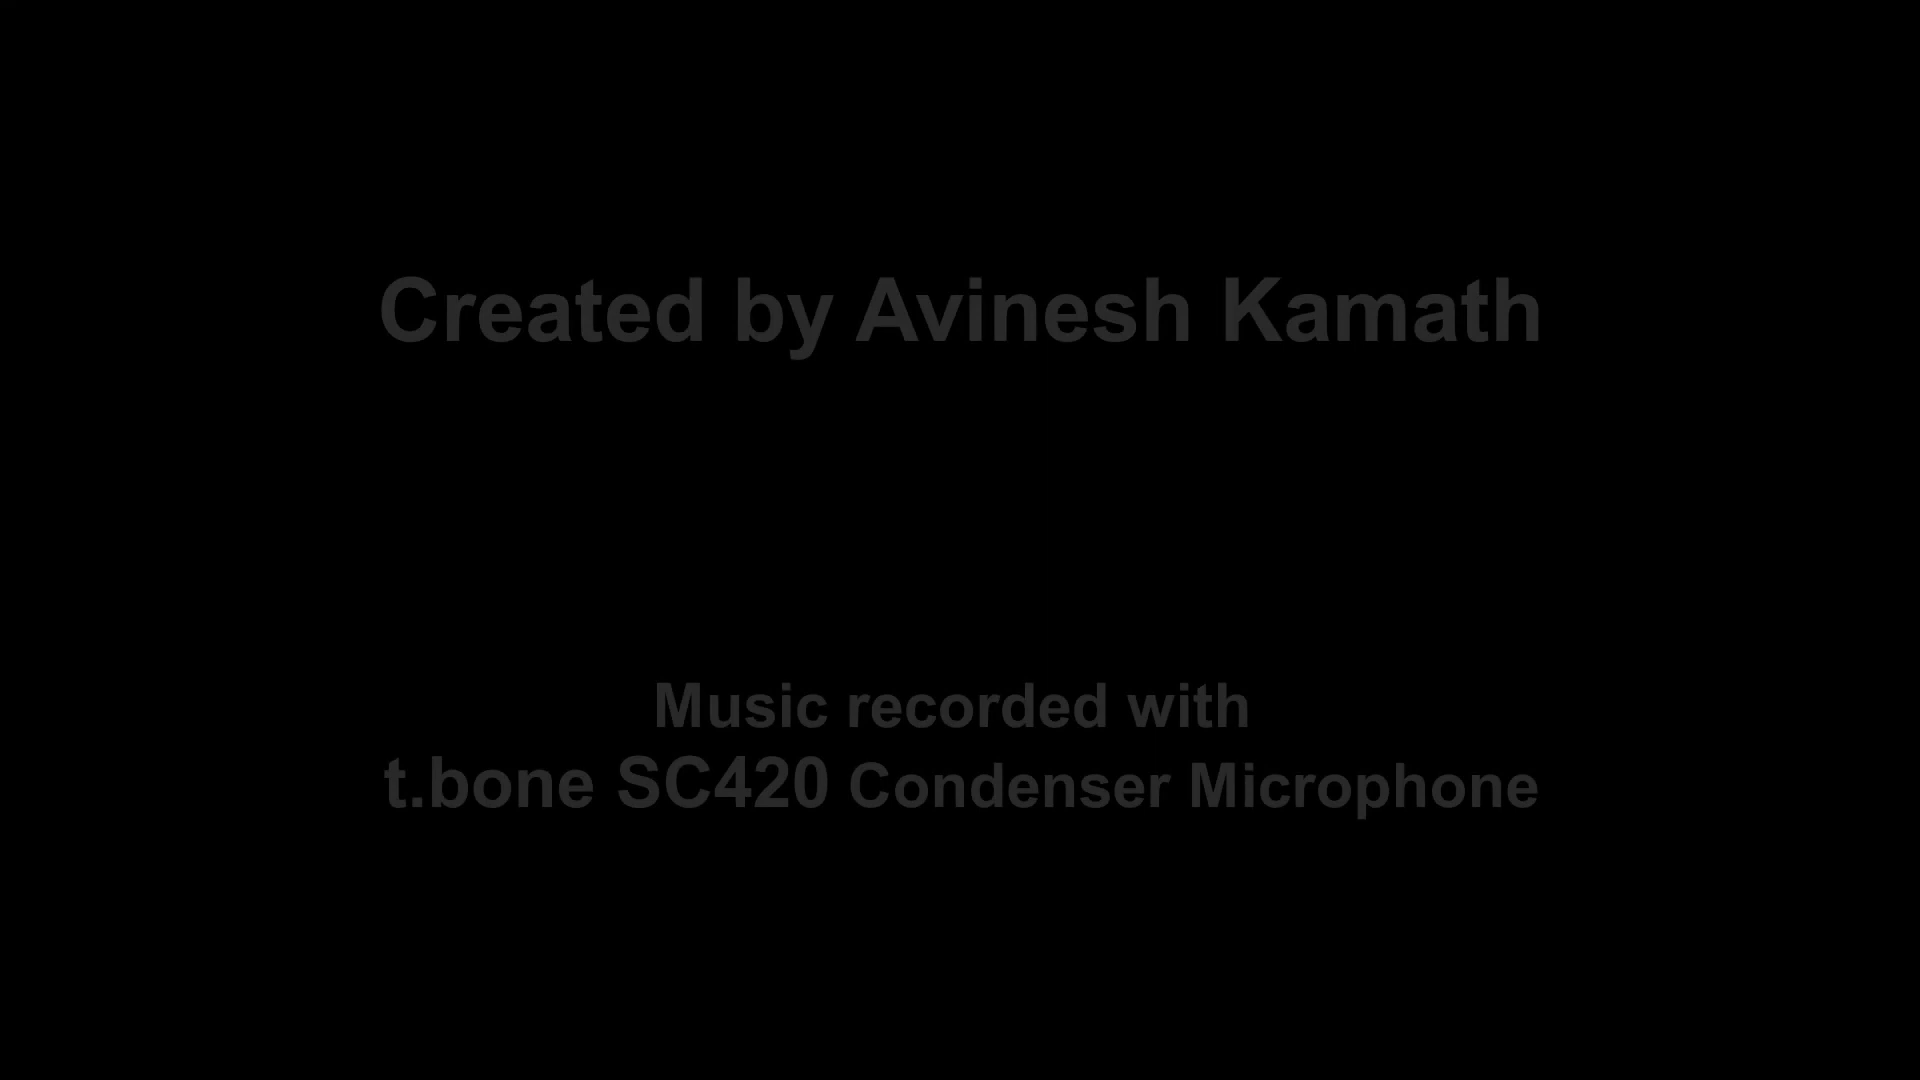 Created by Avinesh Kamath
Music recorded with
t.bone SC420 Condenser Microphone